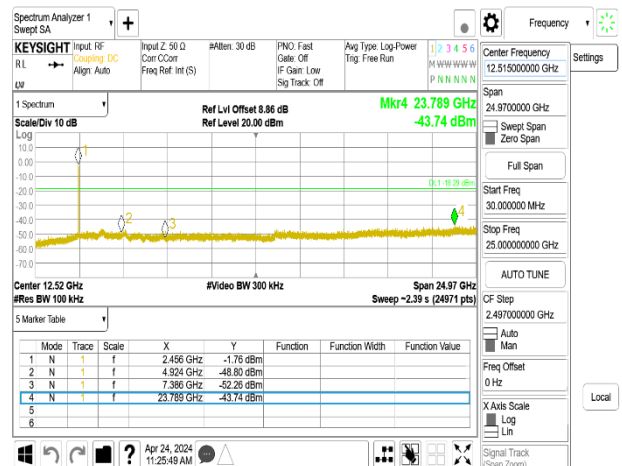 Spectrum Analyzer 1
Swept SA
+
Frequency
KEYSIGHT
Input: RF
Input Z: 50 Ω
#Atten: 30 dB
PNO: Fast
Avg Type: Log-Power
1 2 3 4 5 6
RL
Coupling: DC
Corr CCorr
Gate: Off
Trig: Free Run
M W W W W W
Align: Auto
Freq Ref: Int (S)
IF Gain: Low
Sig Track: Off
P N N N N N
1 Spectrum
Ref Lvl Offset 8.86 dB
Mkr4 23.789 GHz
Scale/Div 10 dB
Ref Level 20.00 dBm
-43.74 dBm
Log
10.0
0.00
-10.0
-20.0
-30.0
-40.0
-50.0
-60.0
-70.0
1
2
3
4
DL1 -18.29 dBm
Center 12.52 GHz
#Video BW 300 kHz
Span 24.97 GHz
#Res BW 100 kHz
Sweep ~2.39 s (24971 pts)
5 Marker Table
Mode Trace Scale X Y Function Function Width Function Value
1 N 1 f 2.456 GHz -1.76 dBm
2 N 1 f 4.924 GHz -48.80 dBm
3 N 1 f 7.386 GHz -52.26 dBm
4 N 1 f 23.789 GHz -43.74 dBm
5
6
?
Apr 24, 2024
11:25:49 AM
Center Frequency
12.515000000 GHz
Settings
Span
24.9700000 GHz
Swept Span
Zero Span
Full Span
Start Freq
30.000000 MHz
Stop Freq
25.000000000 GHz
AUTO TUNE
CF Step
2.497000000 GHz
Auto
Man
Freq Offset
0 Hz
Local
X Axis Scale
Log
Lin
Signal Track
(Span Zoom)